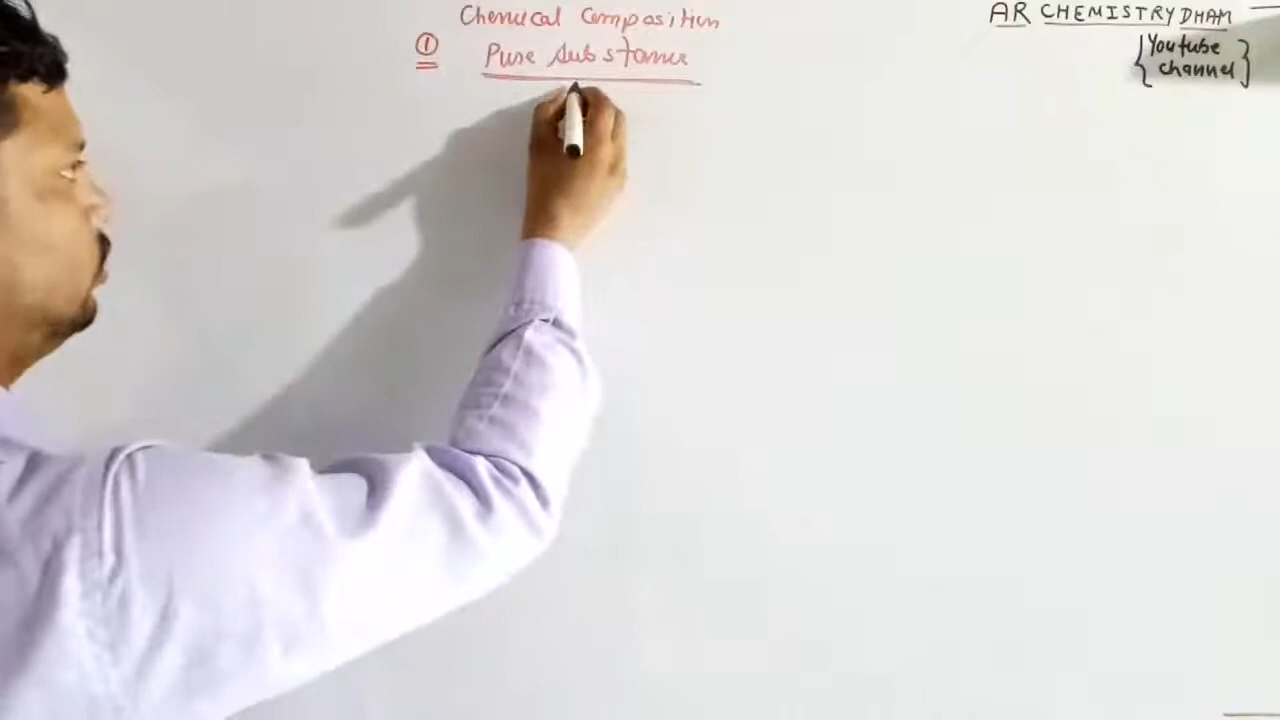 Chemical Composition
① Pure Substance
AR CHEMISTRY DHAM
{Youtube
channel}